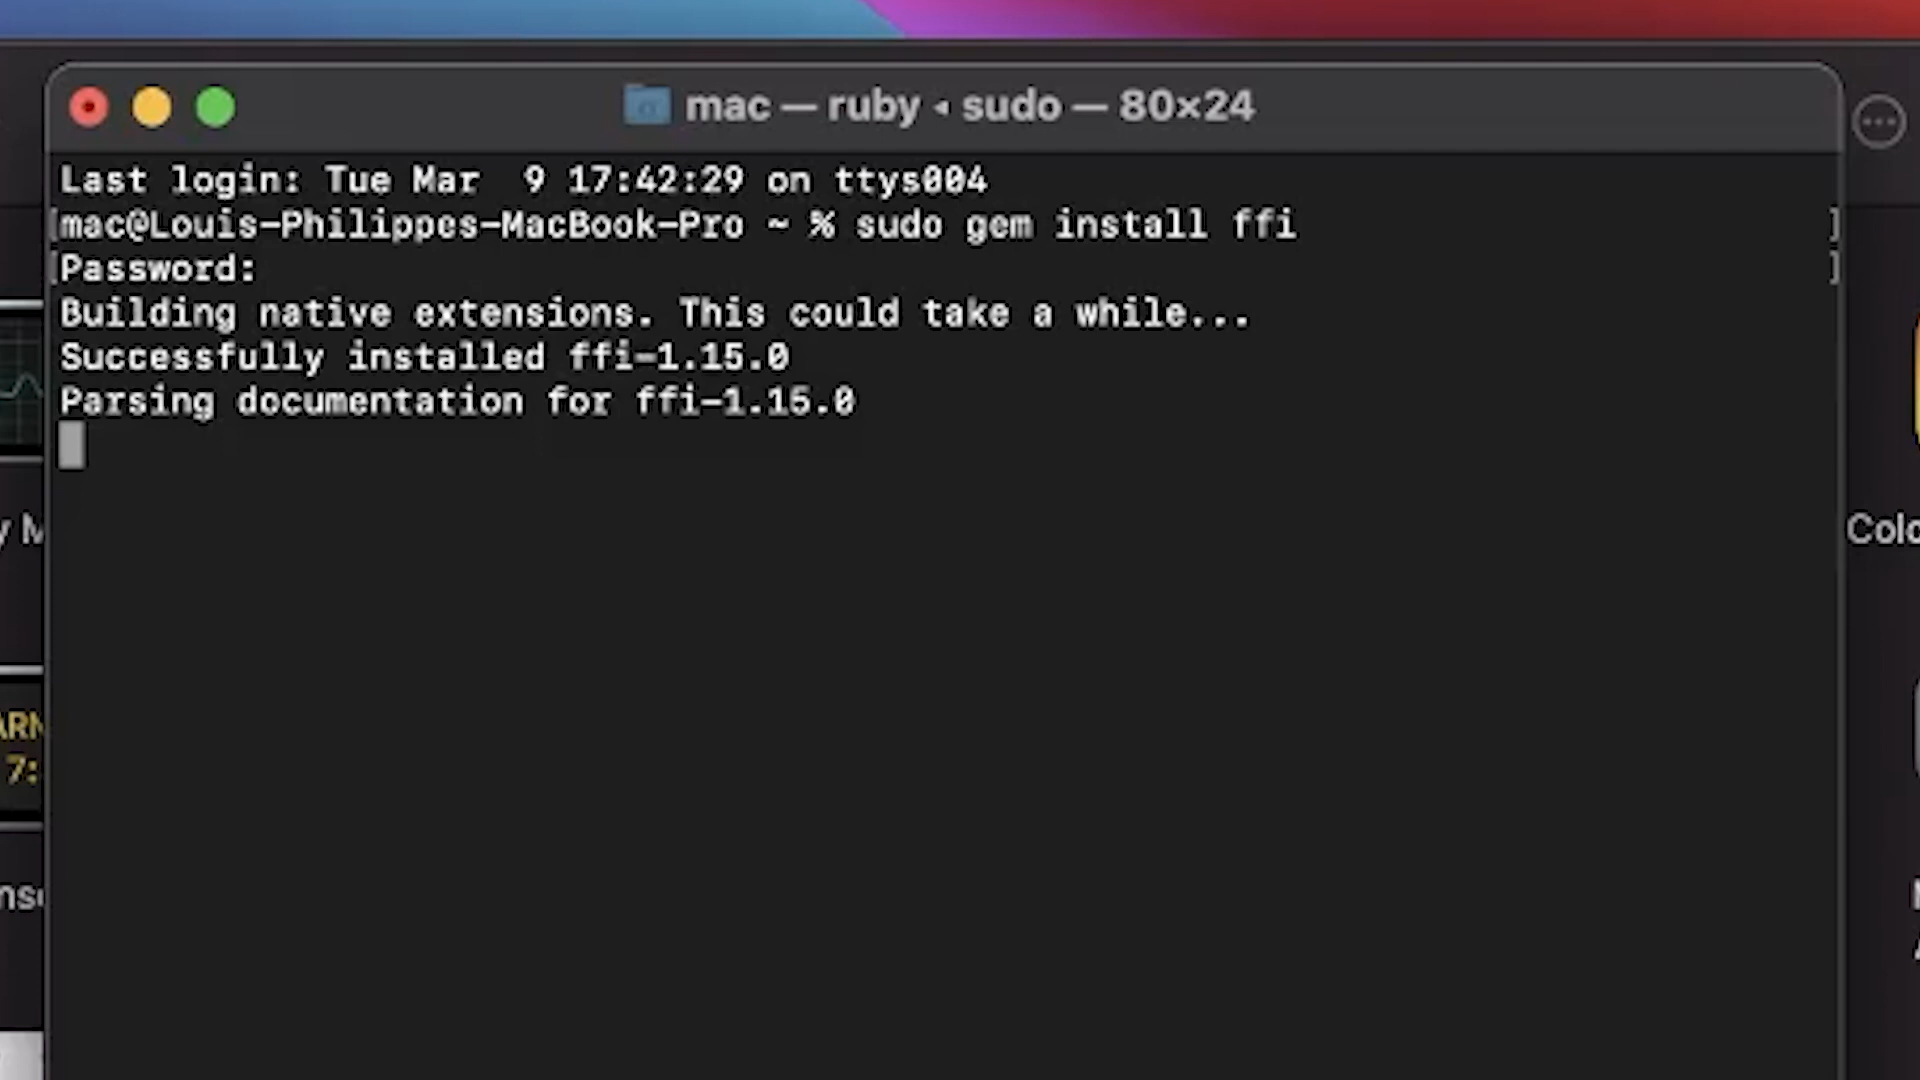 mac — ruby ◂ sudo — 80×24
Last login: Tue Mar  9 17:42:29 on ttys004
[mac@Louis-Philippes-MacBook-Pro ~ % sudo gem install ffi ]
[Password: ]
Building native extensions. This could take a while...
Successfully installed ffi-1.15.0
Parsing documentation for ffi-1.15.0
7: